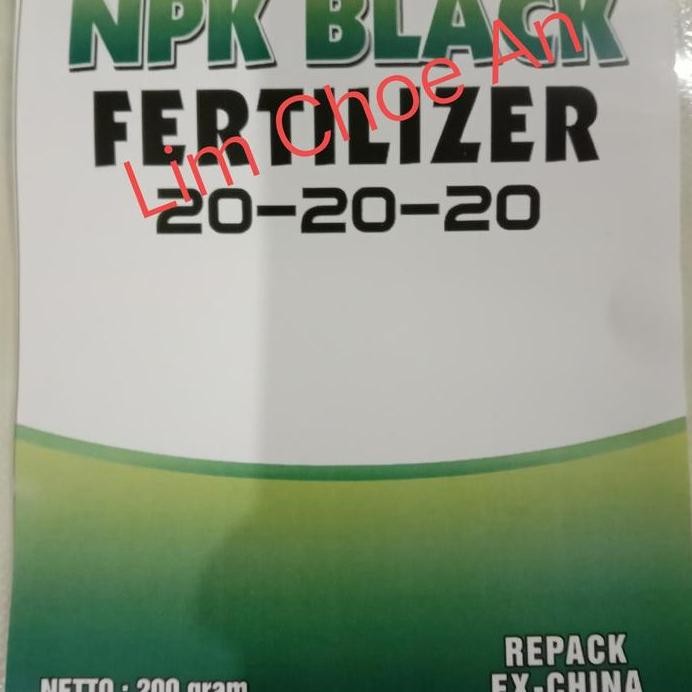 NPK BLACK
FERTILIZER
Lim Choe An
20-20-20
REPACK
EX-CHINA
NETTO : 200 gram